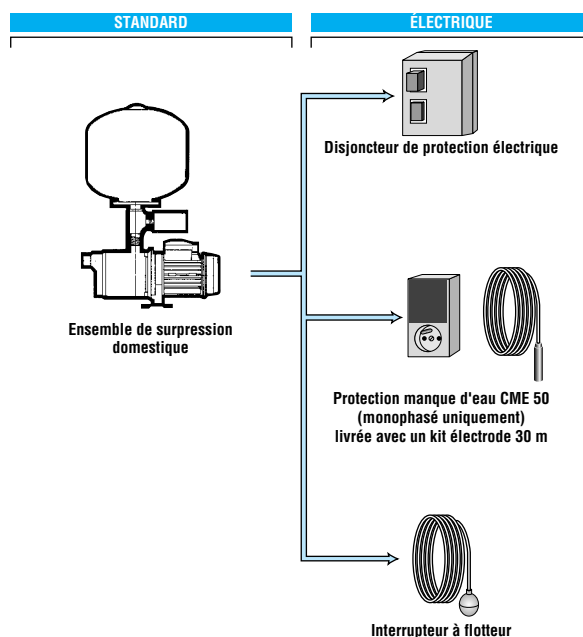 STANDARD
ÉLECTRIQUE
Disjoncteur de protection électrique
Ensemble de surpression
domestique
Protection manque d'eau CME 50
(monophasé uniquement)
livrée avec un kit électrode 30 m
Interrupteur à flotteur